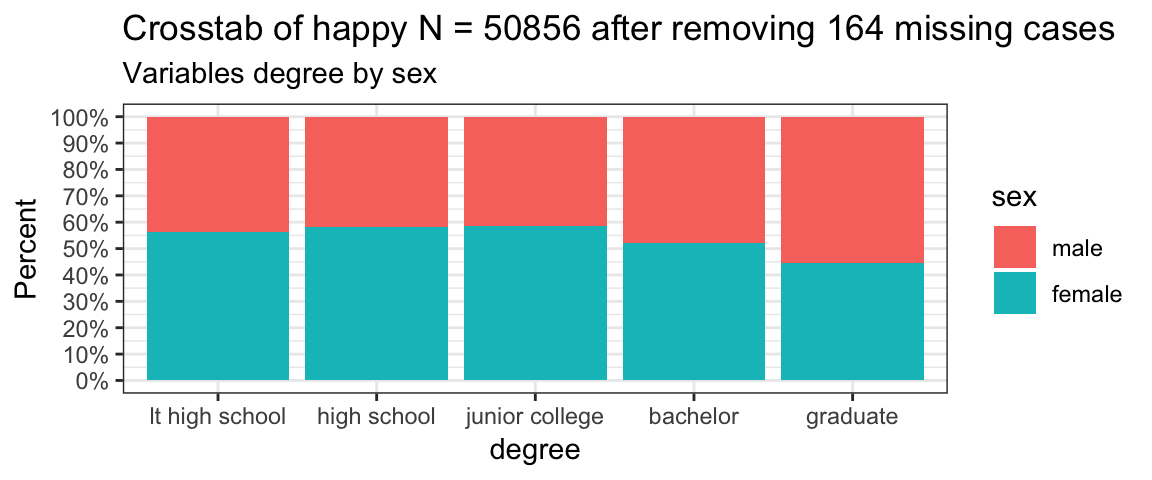 Crosstab of happy N = 50856 after removing 164 missing cases
Variables degree by sex
100%
90%
80%
70%
60%
50%
40%
30%
20%
10%
0%
Percent
lt high school
high school
junior college
bachelor
graduate
degree
sex
male
female